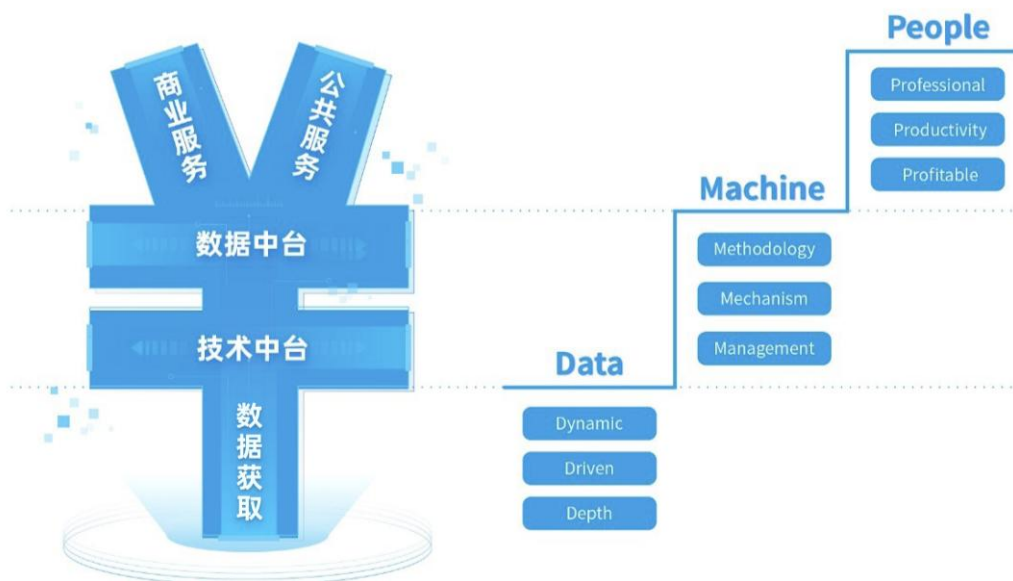 商业服务
公共服务
数据中台
技术中台
数据获取
People
Professional
Productivity
Profitable
Machine
Methodology
Mechanism
Management
Data
Dynamic
Driven
Depth